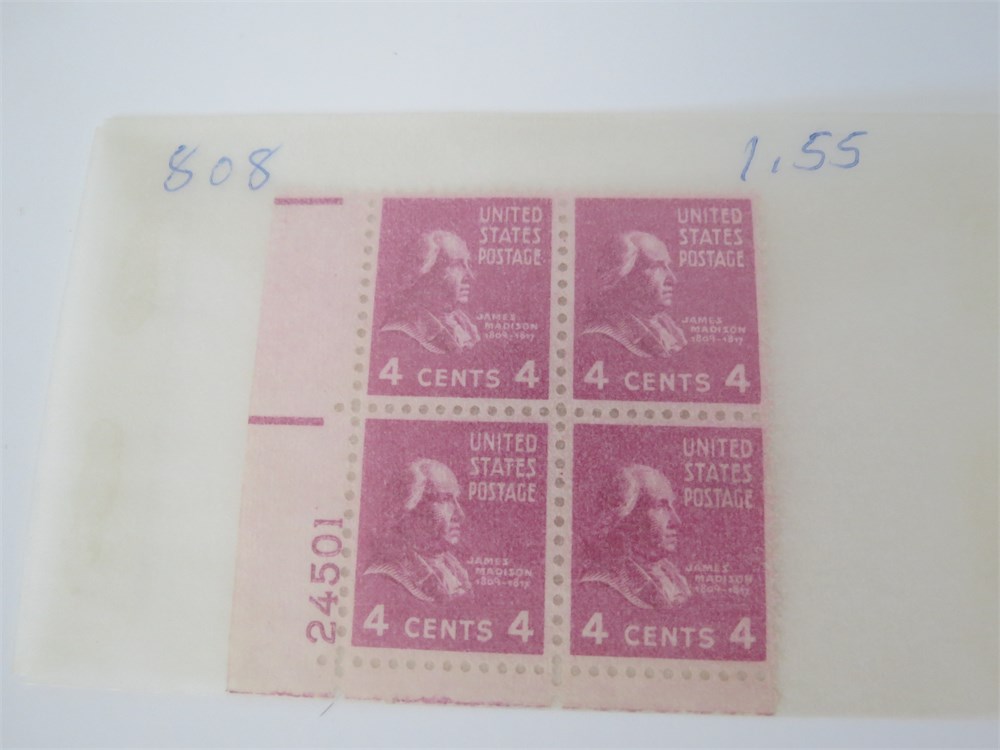 808 1.55
UNITED
STATES
POSTAGE
JAMES
MADISON
1809-1817
4 CENTS 4
UNITED
STATES
POSTAGE
JAMES
MADISON
1809-1817
4 CENTS 4
UNITED
STATES
POSTAGE
JAMES
MADISON
1809-1817
4 CENTS 4
UNITED
STATES
POSTAGE
JAMES
MADISON
1809-1817
4 CENTS 4
24501